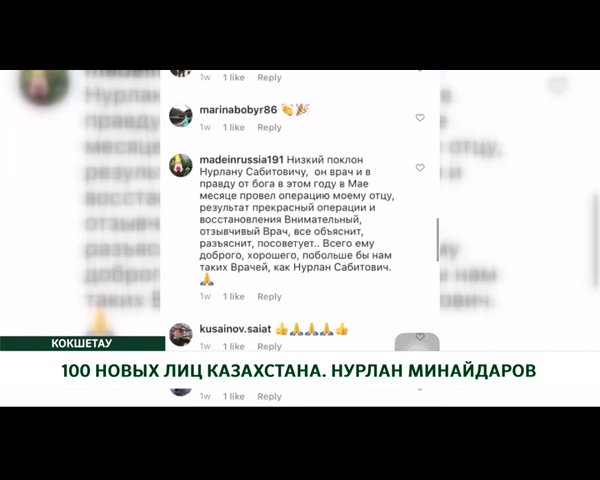 1w 1 like Reply
marinabobyr86 👏🎉
1w 1 like Reply
madeinrussia191 Низкий поклон
Нурлану Сабитовичу, он врач и в
правду от бога в этом году в Мае
месяце провел операцию моему отцу,
результат прекрасный операции и
восстановления Внимательный,
отзывчивый Врач, все объяснит,
разъяснит, посоветует.. Всего ему
доброго, хорошего, побольше бы нам
таких Врачей, как Нурлан Сабитович.
🙏
1w 1 like Reply
kusainov.saiat 👍🙏🙏🙏👍
1w 1 like Reply
КОКШЕТАУ
100 НОВЫХ ЛИЦ КАЗАХСТАНА. НУРЛАН МИНАЙДАРОВ
1w 1 like Reply